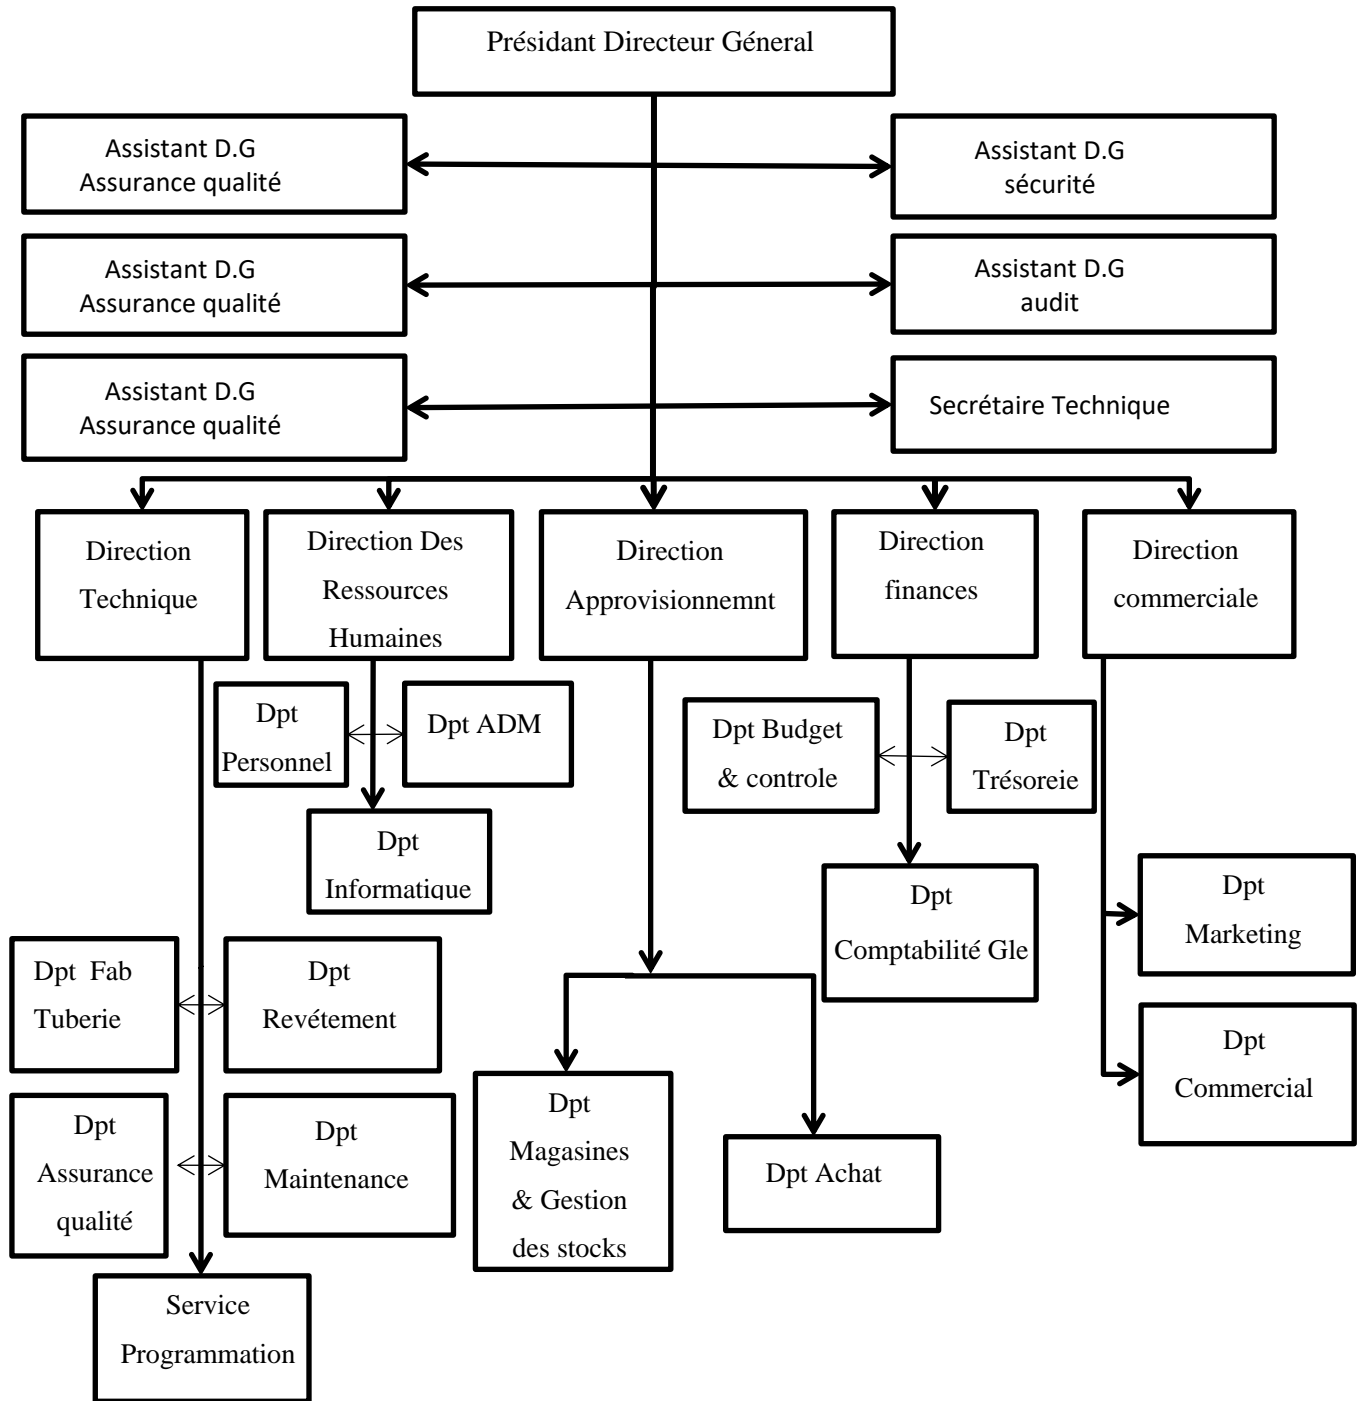 Présidant Directeur Géneral
Assistant D.G
Assurance qualité
Assistant D.G
sécurité
Assistant D.G
Assurance qualité
Assistant D.G
audit
Assistant D.G
Assurance qualité
Secrétaire Technique
Direction
Technique
Direction Des
Ressources
Humaines
Direction
Approvisionnemnt
Direction
finances
Direction
commerciale
Dpt
Personnel
Dpt ADM
Dpt Budget
& controle
Dpt
Trésoreie
Dpt
Informatique
Dpt
Comptabilité Gle
Dpt
Marketing
Dpt  Fab
Tuberie
Dpt
Revétement
Dpt
Commercial
Dpt
Assurance
qualité
Dpt
Maintenance
Dpt
Magasines
& Gestion
des stocks
Dpt Achat
Service
Programmation